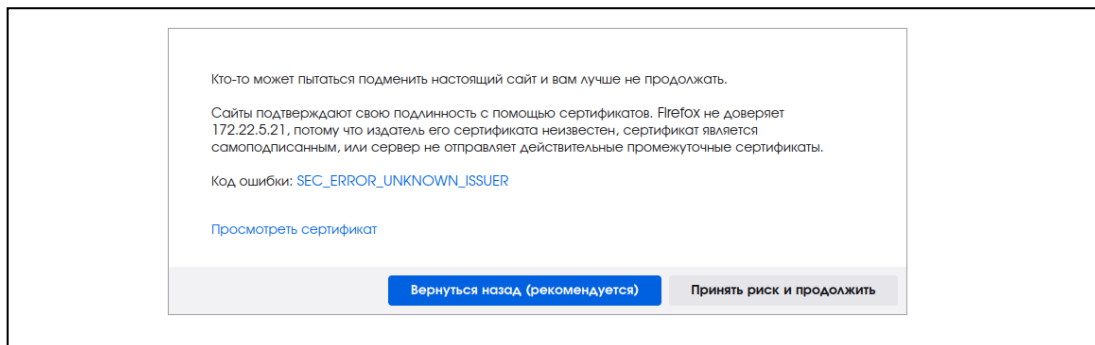 Кто-то может пытаться подменить настоящий сайт и вам лучше не продолжать.
Сайты подтверждают свою подлинность с помощью сертификатов. Firefox не доверяет
172.22.5.21, потому что издатель его сертификата неизвестен, сертификат является
самоподписанным, или сервер не отправляет действительные промежуточные сертификаты.
Код ошибки: SEC_ERROR_UNKNOWN_ISSUER
Просмотреть сертификат
Вернуться назад (рекомендуется) Принять риск и продолжить